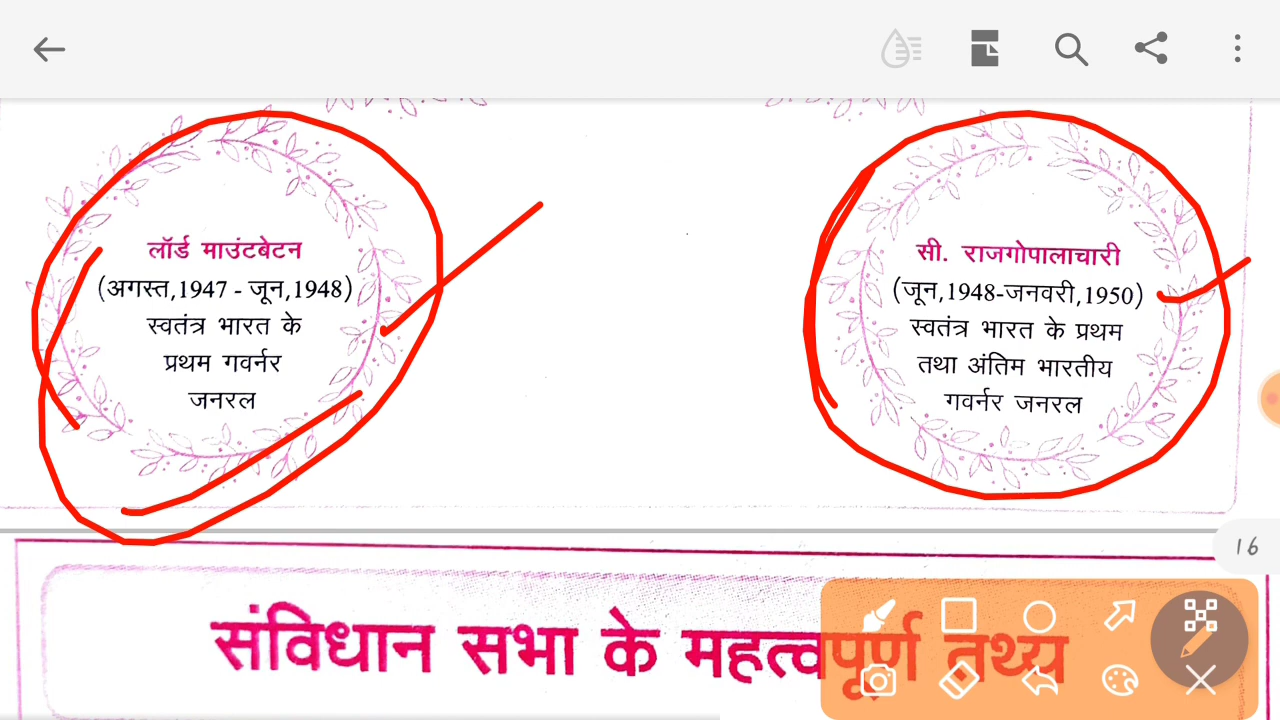 लॉर्ड माउंटबेटन
(अगस्त,1947 - जून,1948)
स्वतंत्र भारत के
प्रथम गवर्नर
जनरल
सी. राजगोपालाचारी
(जून,1948-जनवरी,1950)
स्वतंत्र भारत के प्रथम
तथा अंतिम भारतीय
गवर्नर जनरल
16
संविधान सभा के महत्वपूर्ण तथ्य